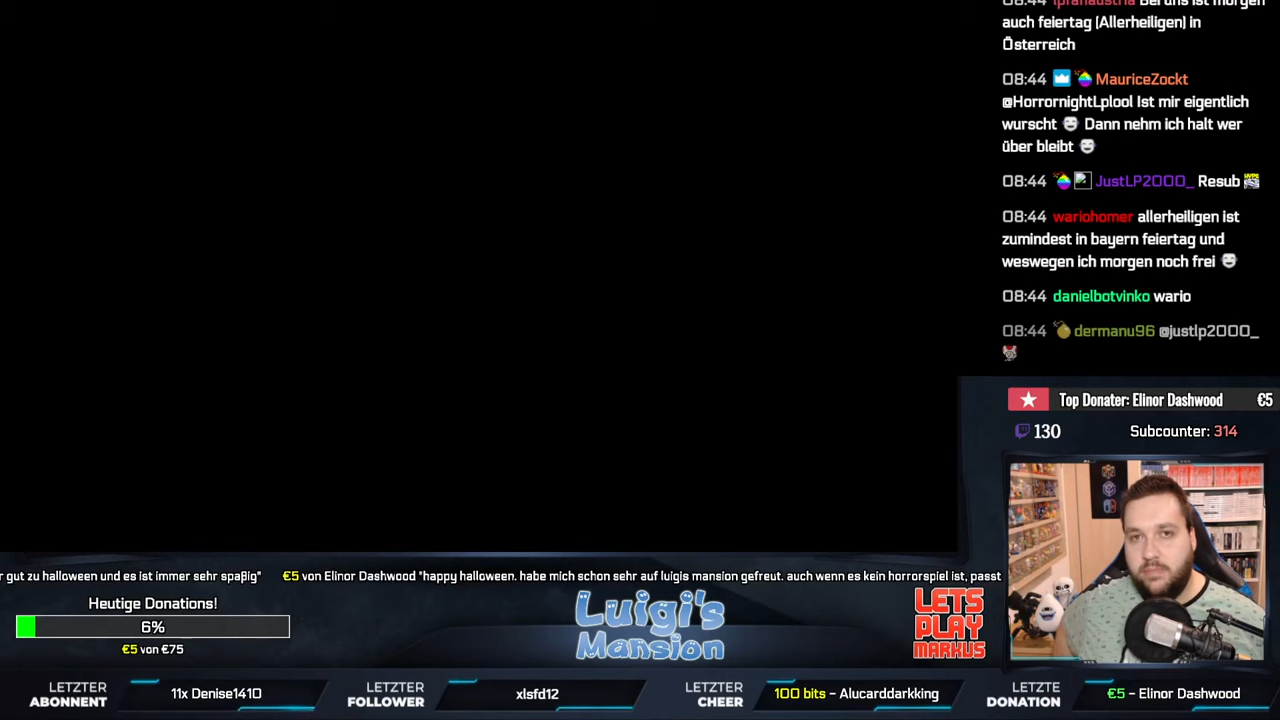 auch feiertag (Allerheiligen) in
Österreich
08:44 MauriceZockt
@HorrornightLplool Ist mir eigentlich
wurscht Dann nehm ich halt wer
über bleibt
08:44 JustLP2000_ Resub
08:44 wariohomer allerheiligen ist
zumindest in bayern feiertag und
weswegen ich morgen noch frei
08:44 danielbotvinko wario
08:44 dermanu96 @justlp2000_
Top Donater: Elinor Dashwood €5
130 Subcounter: 314
r gut zu halloween und es ist immer sehr spaßig" €5 von Elinor Dashwood "happy halloween. habe mich schon sehr auf luigis mansion gefreut. auch wenn es kein horrorspiel ist, passt
Heutige Donations!
6%
€5 von €75
Luigi's
Mansion
LETS
PLAY
MARKUS
LETZTER
ABONNENT
11x Denise1410
LETZTER
FOLLOWER
xlsfd12
LETZTER
CHEER
100 bits - Alucarddarkking
LETZTE
DONATION
€5 - Elinor Dashwood